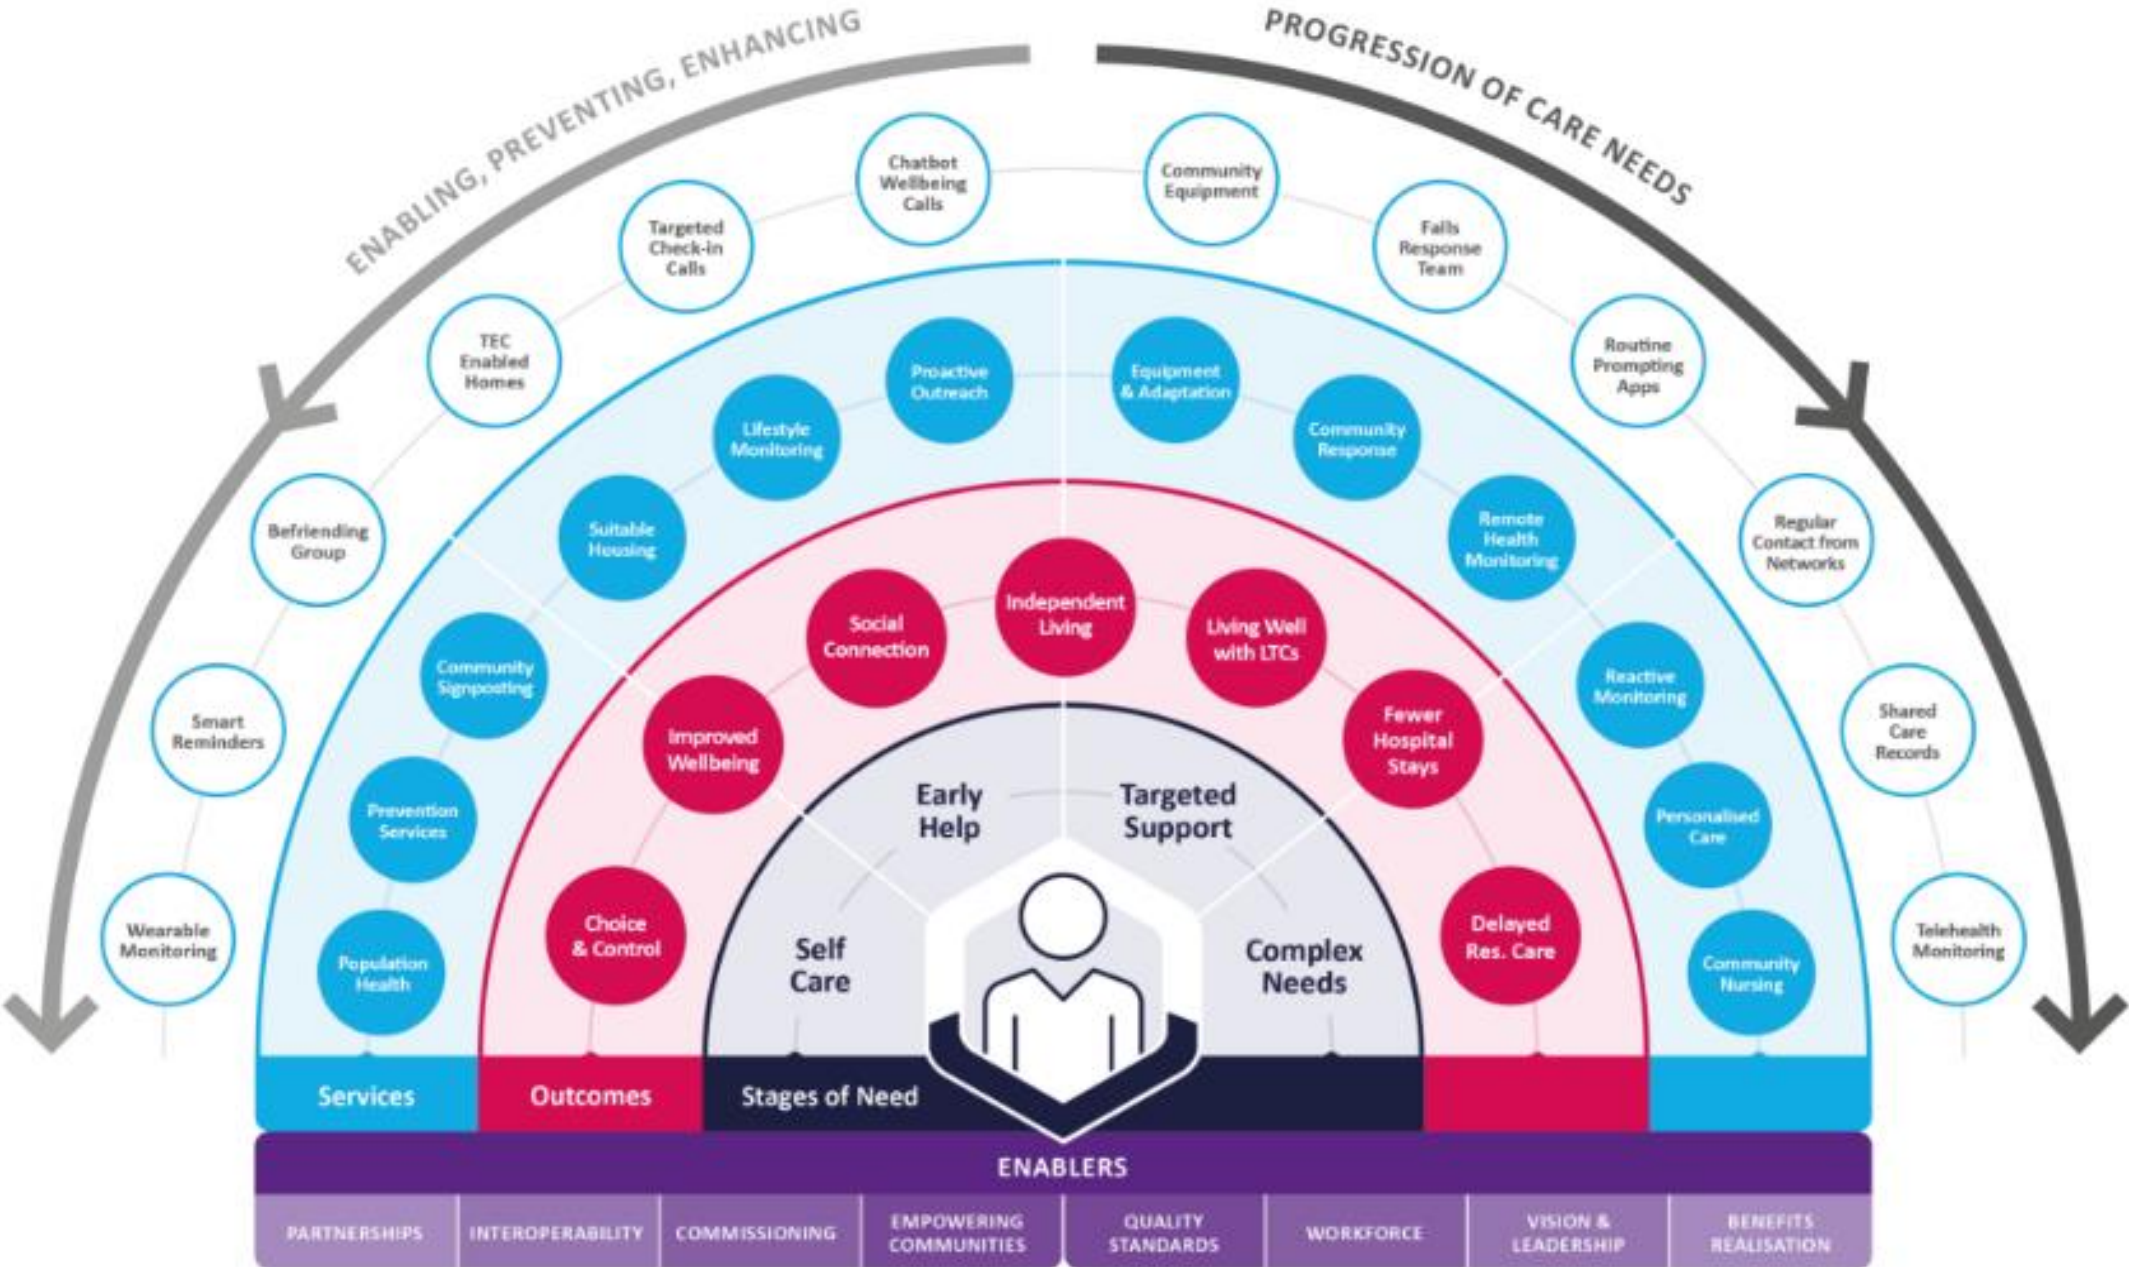 ENABLING, PREVENTING, ENHANCING
PROGRESSION OF CARE NEEDS
Wearable
Monitoring
Smart
Reminders
Befriending
Group
TEC
Enabled
Homes
Targeted
Check-in
Calls
Chatbot
Wellbeing
Calls
Community
Equipment
Falls
Response
Team
Routine
Prompting
Apps
Regular
Contact from
Networks
Shared
Care
Records
Telehealth
Monitoring
Population
Health
Prevention
Services
Community
Signposting
Suitable
Housing
Lifestyle
Monitoring
Proactive
Outreach
Equipment
& Adaptation
Community
Response
Remote
Health
Monitoring
Reactive
Monitoring
Personalised
Care
Community
Nursing
Choice
& Control
Improved
Wellbeing
Social
Connection
Independent
Living
Living Well
with LTCs
Fewer
Hospital
Stays
Delayed
Res. Care
Self
Care
Early
Help
Targeted
Support
Complex
Needs
Services
Outcomes
Stages of Need
ENABLERS
PARTNERSHIPS
INTEROPERABILITY
COMMISSIONING
EMPOWERING
COMMUNITIES
QUALITY
STANDARDS
WORKFORCE
VISION &
LEADERSHIP
BENEFITS
REALISATION